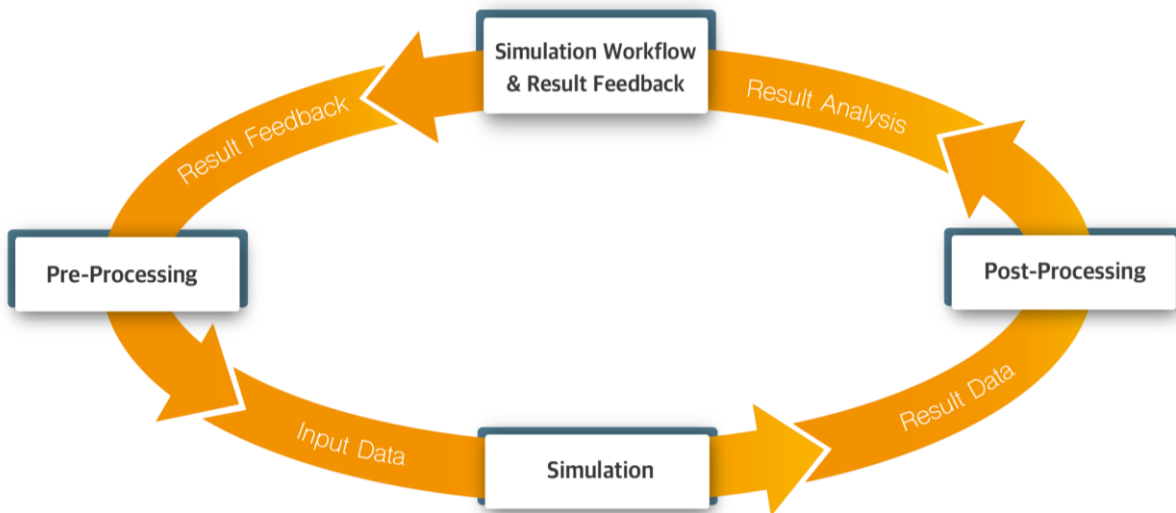 Simulation Workflow
& Result Feedback
Result Feedback
Result Analysis
Pre-Processing
Post-Processing
Input Data
Simulation
Result Data